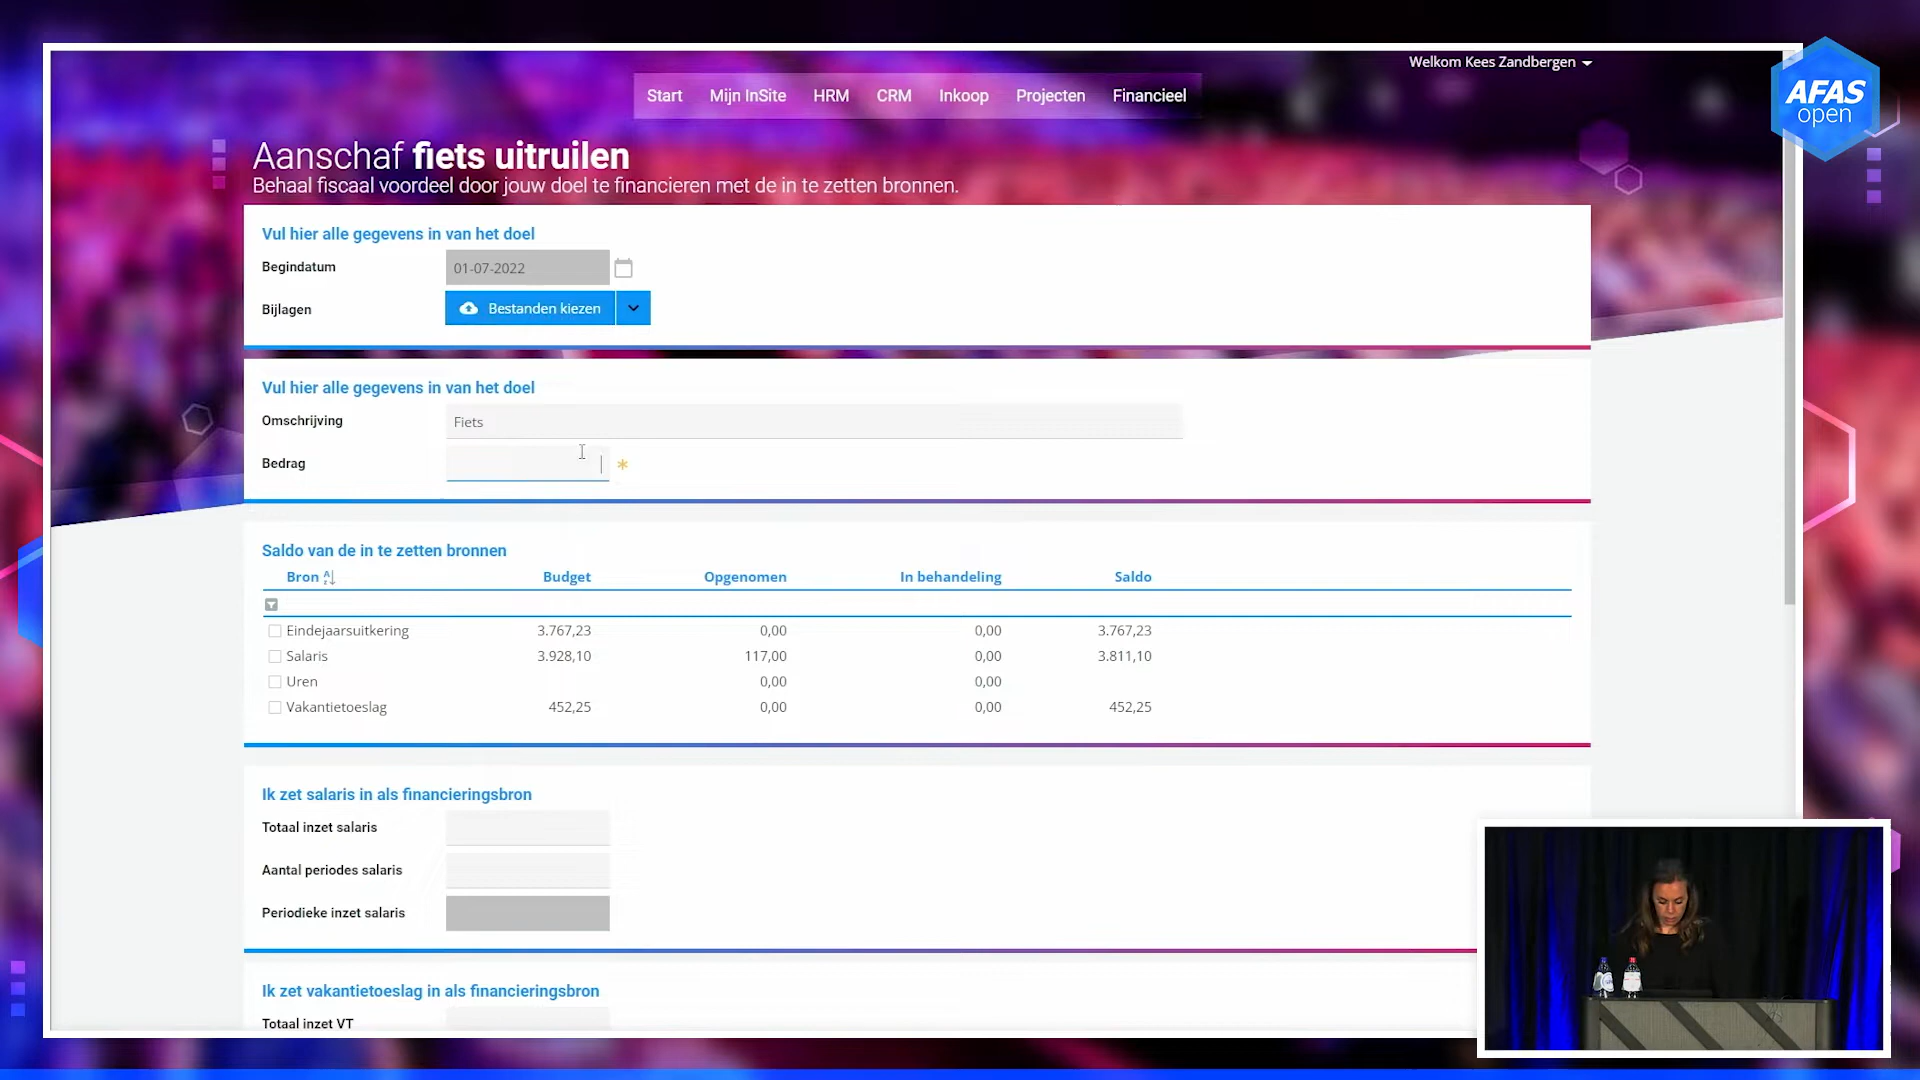 Welkom Kees Zandbergen
AFAS
open
Start Mijn InSite HRM CRM Inkoop Projecten Financieel
Aanschaf fiets uitruilen
Behaal fiscaal voordeel door jouw doel te financieren met de in te zetten bronnen.
Vul hier alle gegevens in van het doel
Begindatum 01-07-2022
Bijlagen Bestanden kiezen
Vul hier alle gegevens in van het doel
Omschrijving Fiets
Bedrag *
Saldo van de in te zetten bronnen
Bron Budget Opgenomen In behandeling Saldo
Eindejaarsuitkering 3.767,23 0,00 0,00 3.767,23
Salaris 3.928,10 117,00 0,00 3.811,10
Uren 0,00 0,00
Vakantietoeslag 452,25 0,00 0,00 452,25
Ik zet salaris in als financieringsbron
Totaal inzet salaris
Aantal periodes salaris
Periodieke inzet salaris
Ik zet vakantietoeslag in als financieringsbron
Totaal inzet VT